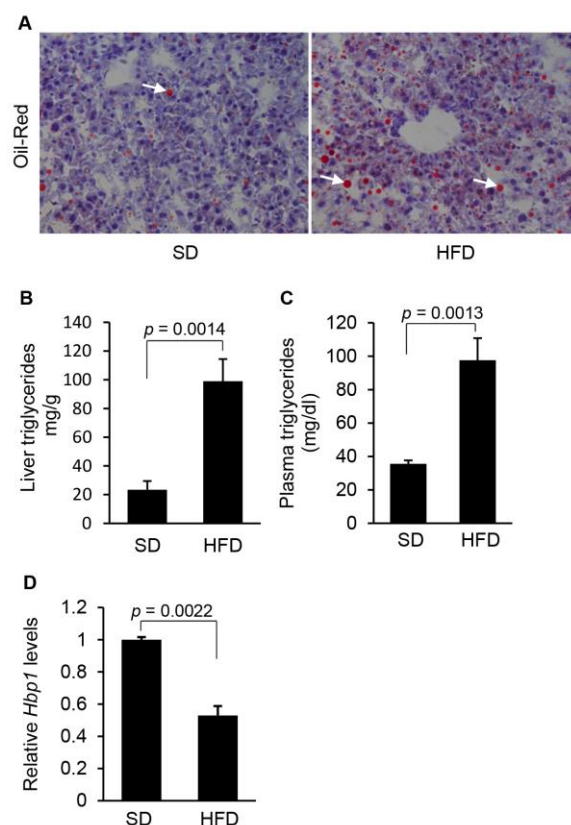 A
Oil-Red
SD
HFD
B
p = 0.0014
Liver triglycerides
mg/g
140
120
100
80
60
40
20
0
SD
HFD
C
p = 0.0013
Plasma triglycerides
(mg/dl)
120
100
80
60
40
20
0
SD
HFD
D
p = 0.0022
Relative Hbp1 levels
1.2
1
0.8
0.6
0.4
0.2
0
SD
HFD